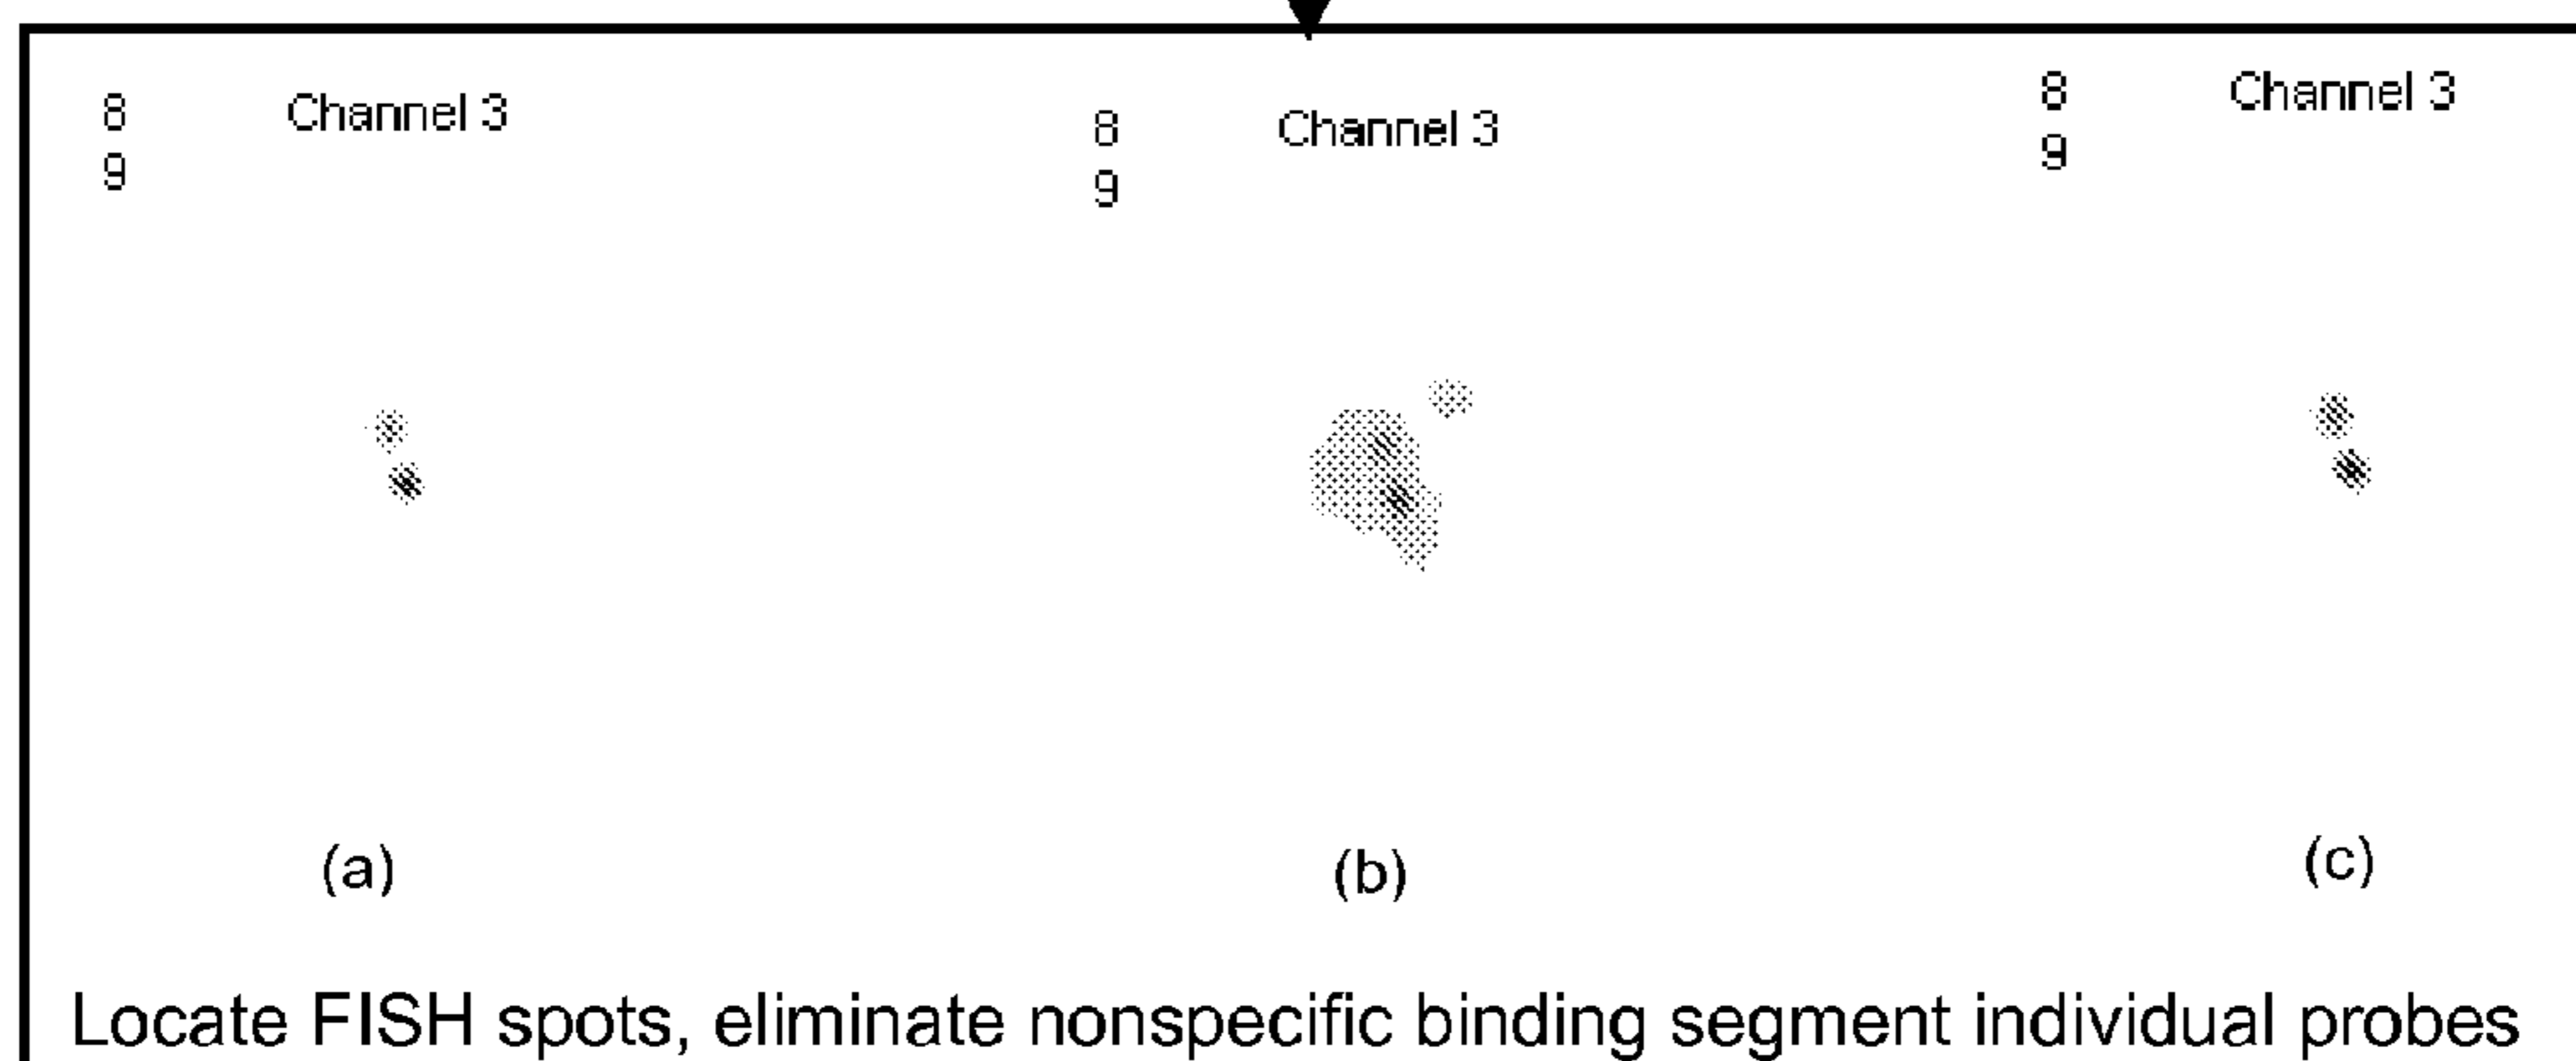 8 Channel 3
9
8 Channel 3
9
8 Channel 3
9
(a)
(b)
(c)
Locate FISH spots, eliminate nonspecific binding segment individual probes